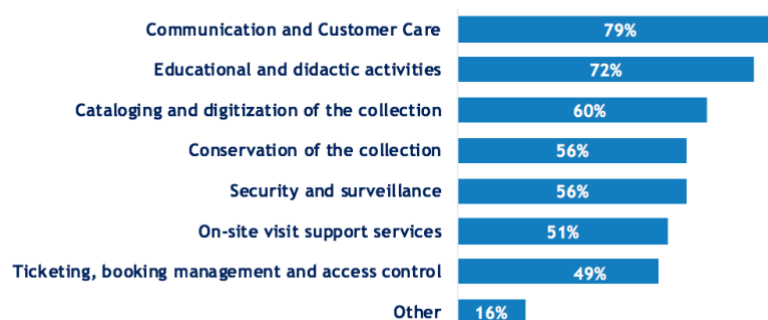 Communication and Customer Care 79%
Educational and didactic activities 72%
Cataloging and digitization of the collection 60%
Conservation of the collection 56%
Security and surveillance 56%
On-site visit support services 51%
Ticketing, booking management and access control 49%
Other 16%